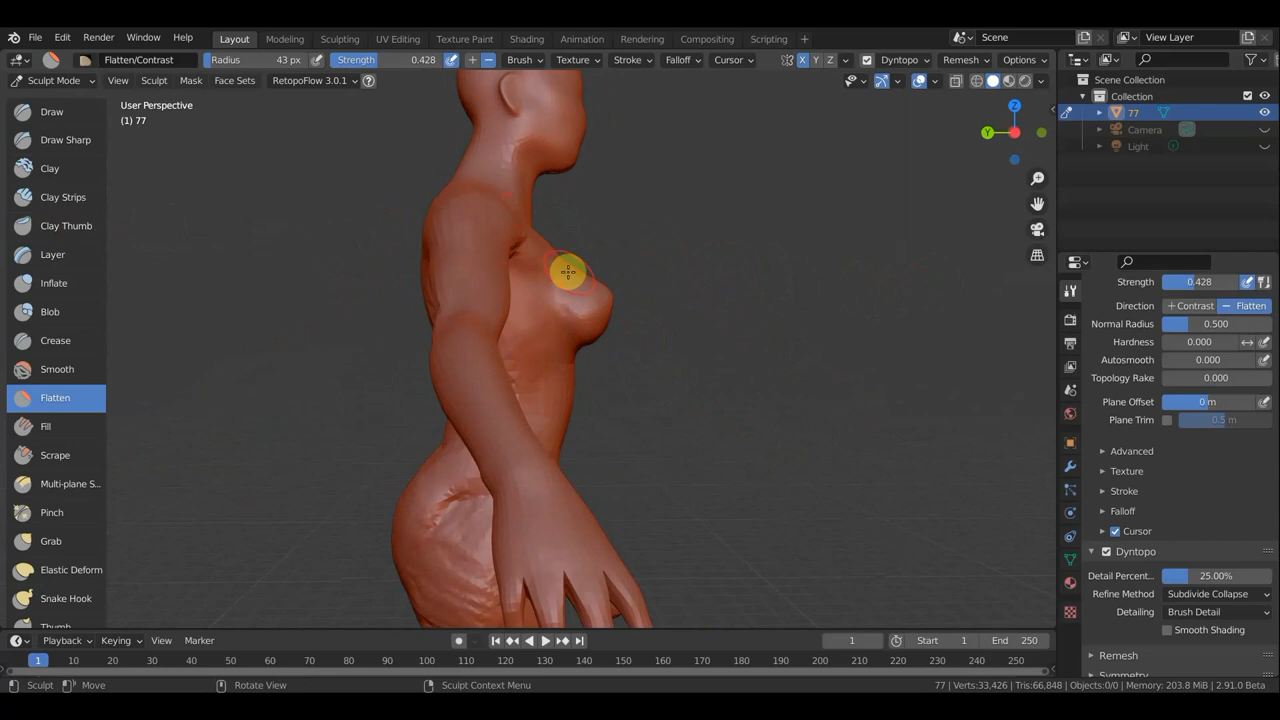 File Edit Render Window Help Layout Modeling Sculpting UV Editing Texture Paint Shading Animation Rendering Compositing Scripting + Scene View Layer
Flatten/Contrast Radius 43 px Strength 0.428 + − Brush Texture Stroke Falloff Cursor X Y Z Dyntopo Remesh Options
Sculpt Mode View Sculpt Mask Face Sets RetopoFlow 3.0.1 ?
User Perspective
(1) 77
Z
Y
Draw
Draw Sharp
Clay
Clay Strips
Clay Thumb
Layer
Inflate
Blob
Crease
Smooth
Flatten
Fill
Scrape
Multi-plane S...
Pinch
Grab
Elastic Deform
Snake Hook
Thumb
Scene Collection
Collection
77
Camera
Light
Strength 0.428
Direction + Contrast − Flatten
Normal Radius 0.500
Hardness 0.000
Autosmooth 0.000
Topology Rake 0.000
Plane Offset 0 m
Plane Trim 0.5 m
Advanced
Texture
Stroke
Falloff
Cursor
Dyntopo
Detail Percent... 25.00%
Refine Method Subdivide Collapse
Detailing Brush Detail
Smooth Shading
Remesh
Symmetry
Playback Keying View Marker 1 Start 1 End 250
1 10 20 30 40 50 60 70 80 90 100 110 120 130 140 150 160 170 180 190 200 210 220 230 240 250
Sculpt Move Rotate View Sculpt Context Menu 77 | Verts:33,426 | Tris:66,848 | Objects:0/0 | Memory: 203.8 MiB | 2.91.0 Beta